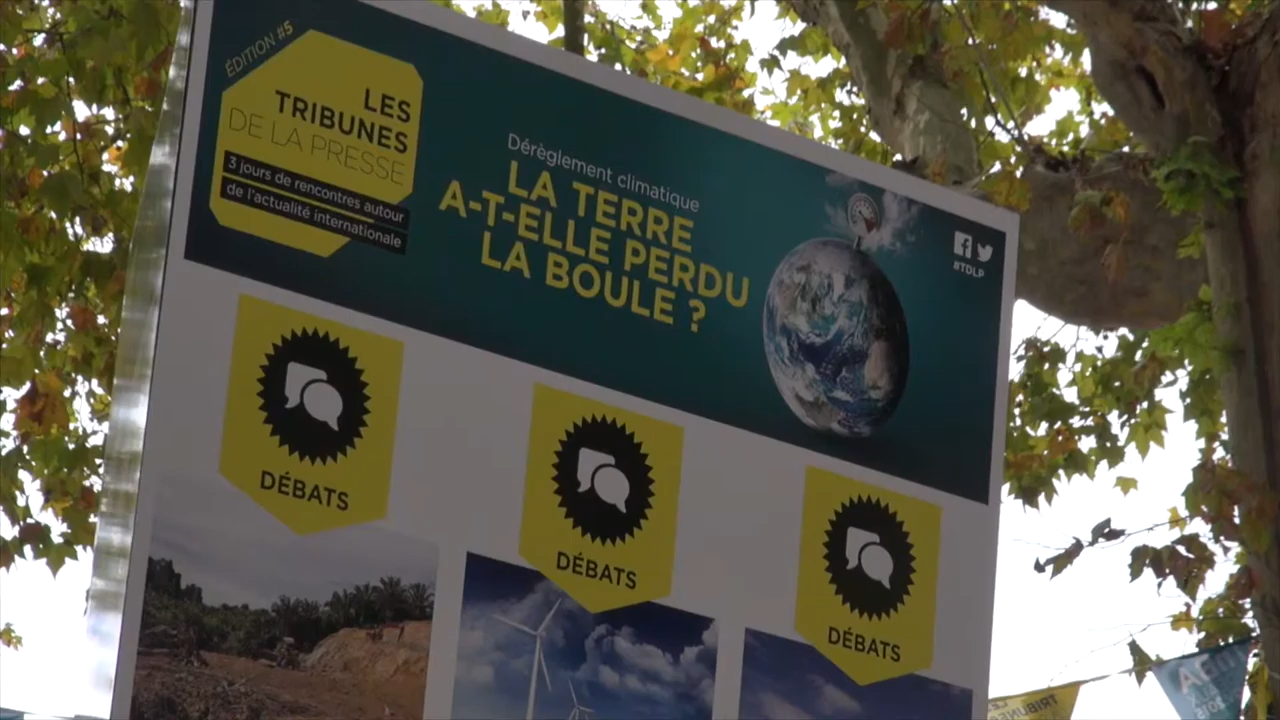 ÉDITION #5
LES
TRIBUNES
DE LA PRESSE
3 jours de rencontres autour
de l'actualité internationale
Dérèglement climatique
LA TERRE
A-T-ELLE PERDU
LA BOULE ?
#TDLP
DÉBATS
DÉBATS
DÉBATS